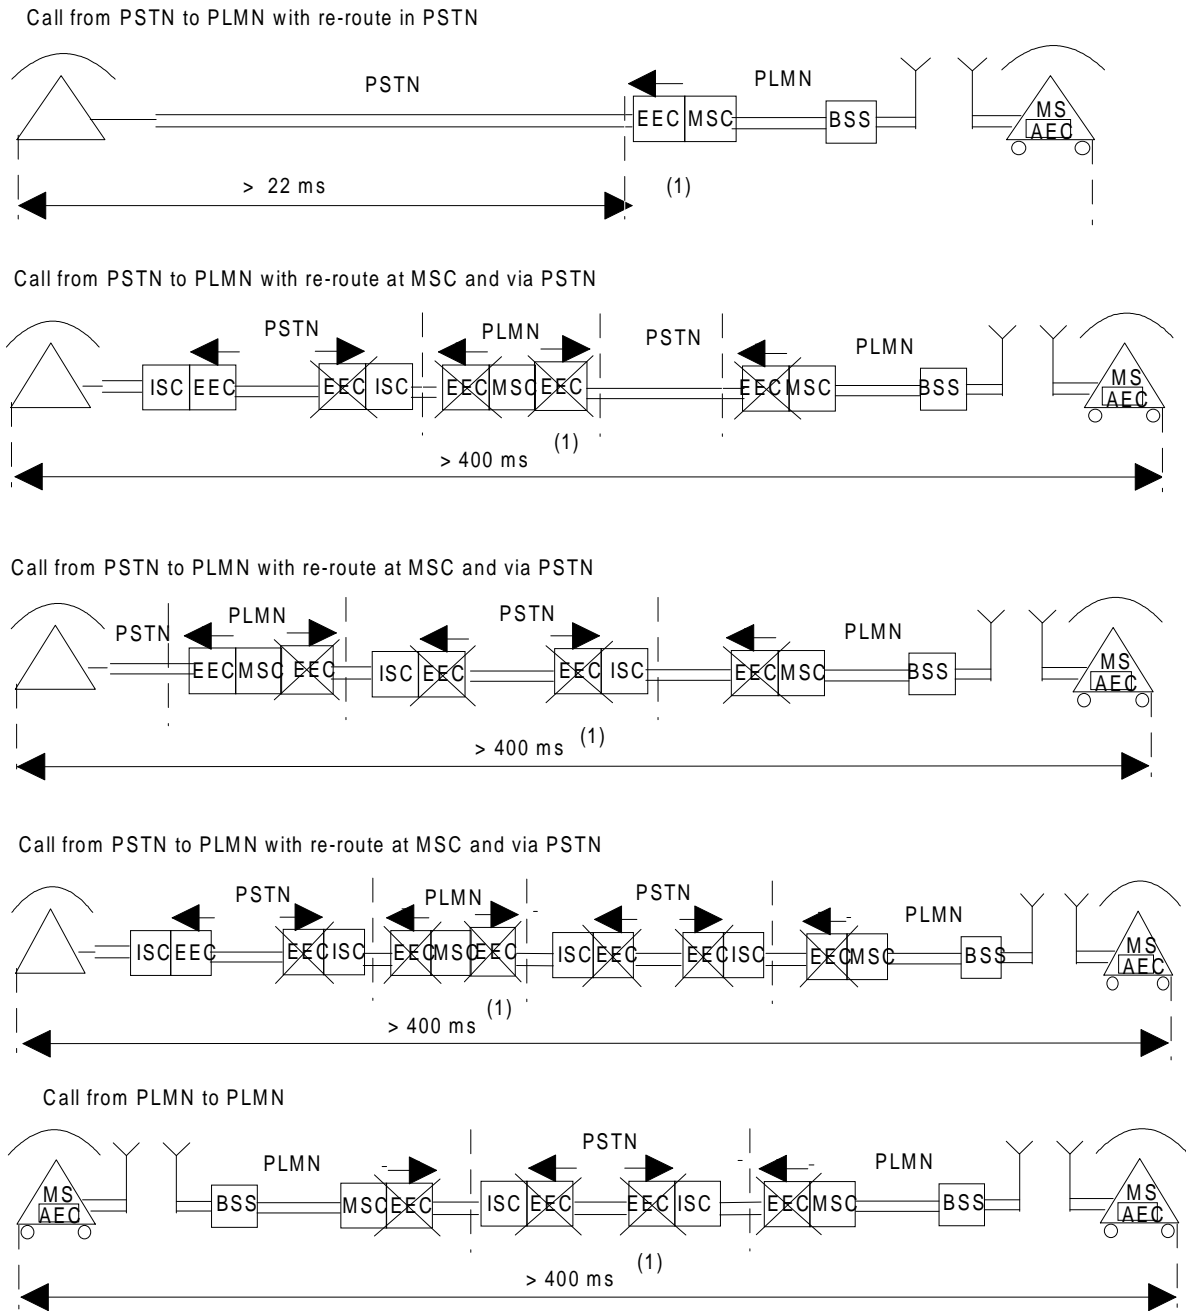 Call from PSTN to PLMN with re-route in PSTN
PSTN PLMN
EEC MSC BSS MS
AEC
> 22 ms (1)
Call from PSTN to PLMN with re-route at MSC and via PSTN
PSTN PLMN PSTN PLMN
ISC EEC EEC ISC EEC MSC EEC EEC MSC BSS MS
AEC
(1)
> 400 ms
Call from PSTN to PLMN with re-route at MSC and via PSTN
PSTN PLMN PSTN PLMN
EEC MSC EEC ISC EEC EEC ISC EEC MSC BSS MS
AEC
> 400 ms (1)
Call from PSTN to PLMN with re-route at MSC and via PSTN
PSTN PLMN PSTN PLMN
ISC EEC EEC ISC EEC MSC EEC ISC EEC EEC ISC EEC MSC BSS MS
AEC
(1)
> 400 ms
Call from PLMN to PLMN
PLMN PSTN PLMN
MS BSS MSC EEC ISC EEC EEC ISC EEC MSC BSS MS
AEC AEC
(1)
> 400 ms